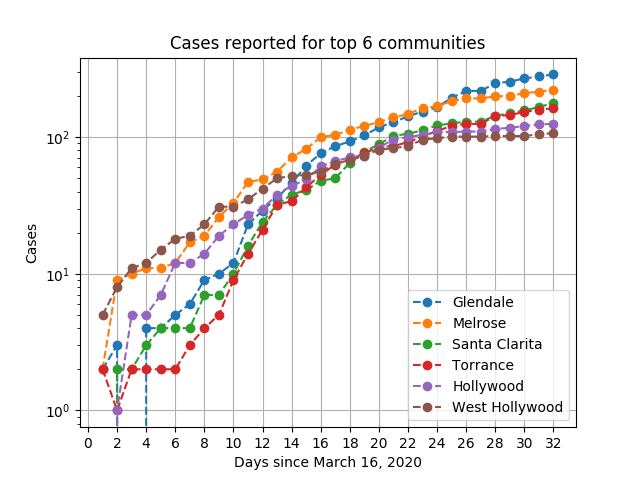 Cases reported for top 6 communities
Cases
10²
10¹
10⁰
0 2 4 6 8 10 12 14 16 18 20 22 24 26 28 30 32
Days since March 16, 2020
Glendale
Melrose
Santa Clarita
Torrance
Hollywood
West Hollywood